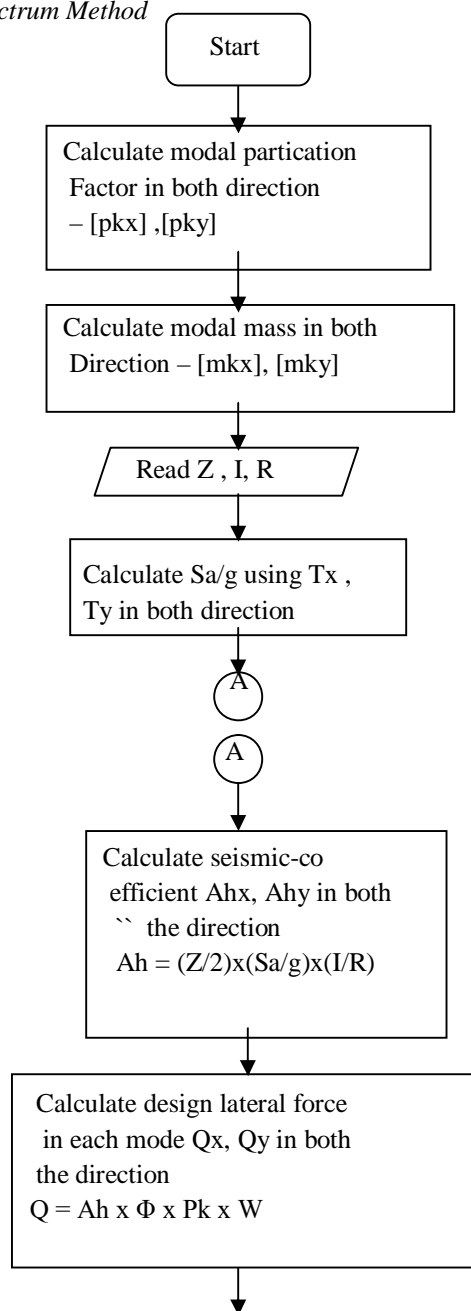 ctrum Method
Start
Calculate modal partication
Factor in both direction
– [pkx] ,[pky]
Calculate modal mass in both
Direction – [mkx], [mky]
Read Z , I, R
Calculate Sa/g using Tx ,
Ty in both direction
A
A
Calculate seismic-co
efficient Ahx, Ahy in both
`` the direction
Ah = (Z/2)x(Sa/g)x(I/R)
Calculate design lateral force
in each mode Qx, Qy in both
the direction
Q = Ah x Φ x Pk x W